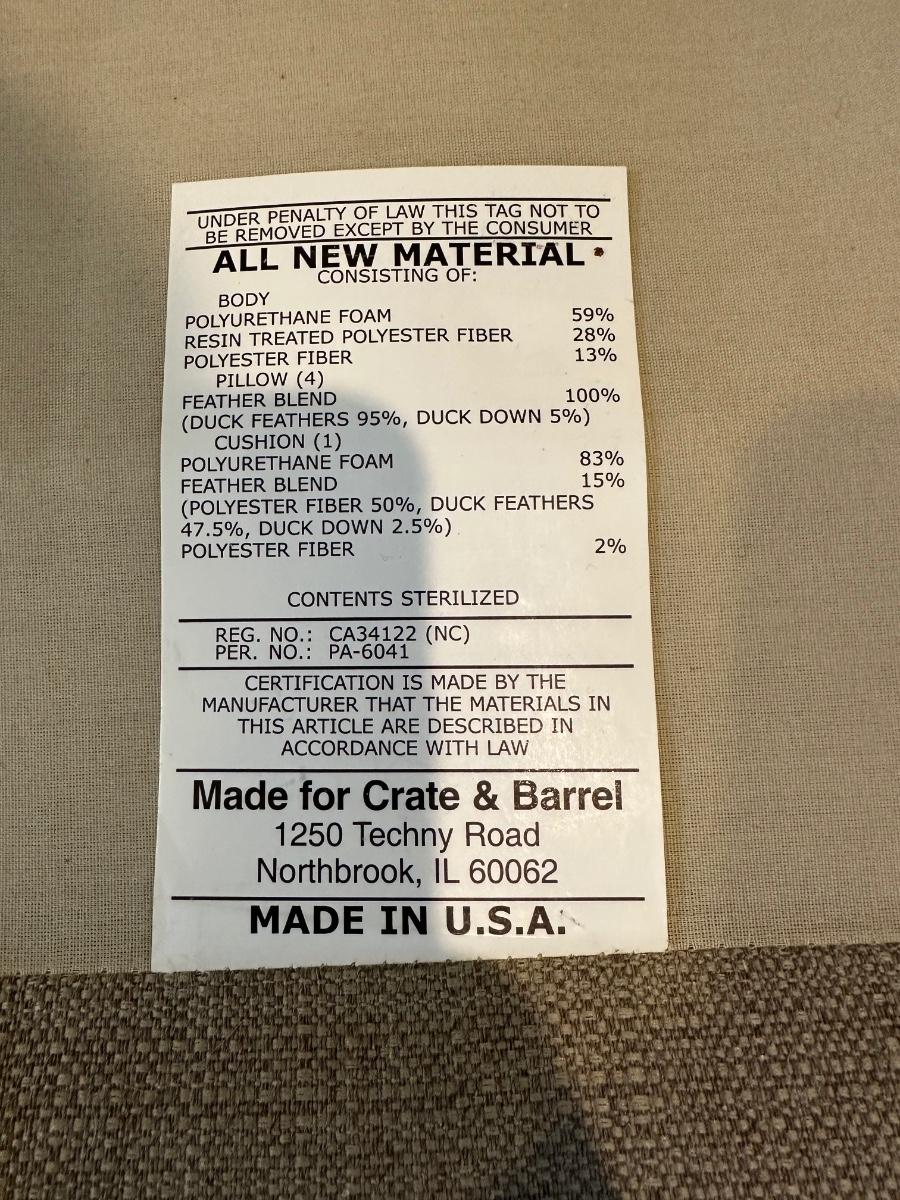 UNDER PENALTY OF LAW THIS TAG NOT TO
BE REMOVED EXCEPT BY THE CONSUMER
ALL NEW MATERIAL
CONSISTING OF:
BODY
POLYURETHANE FOAM 59%
RESIN TREATED POLYESTER FIBER 28%
POLYESTER FIBER 13%
PILLOW (4)
FEATHER BLEND 100%
(DUCK FEATHERS 95%, DUCK DOWN 5%)
CUSHION (1)
POLYURETHANE FOAM 83%
FEATHER BLEND 15%
(POLYESTER FIBER 50%, DUCK FEATHERS
47.5%, DUCK DOWN 2.5%)
POLYESTER FIBER 2%
CONTENTS STERILIZED
REG. NO.: CA34122 (NC)
PER. NO.: PA-6041
CERTIFICATION IS MADE BY THE
MANUFACTURER THAT THE MATERIALS IN
THIS ARTICLE ARE DESCRIBED IN
ACCORDANCE WITH LAW
Made for Crate & Barrel
1250 Techny Road
Northbrook, IL 60062
MADE IN U.S.A.